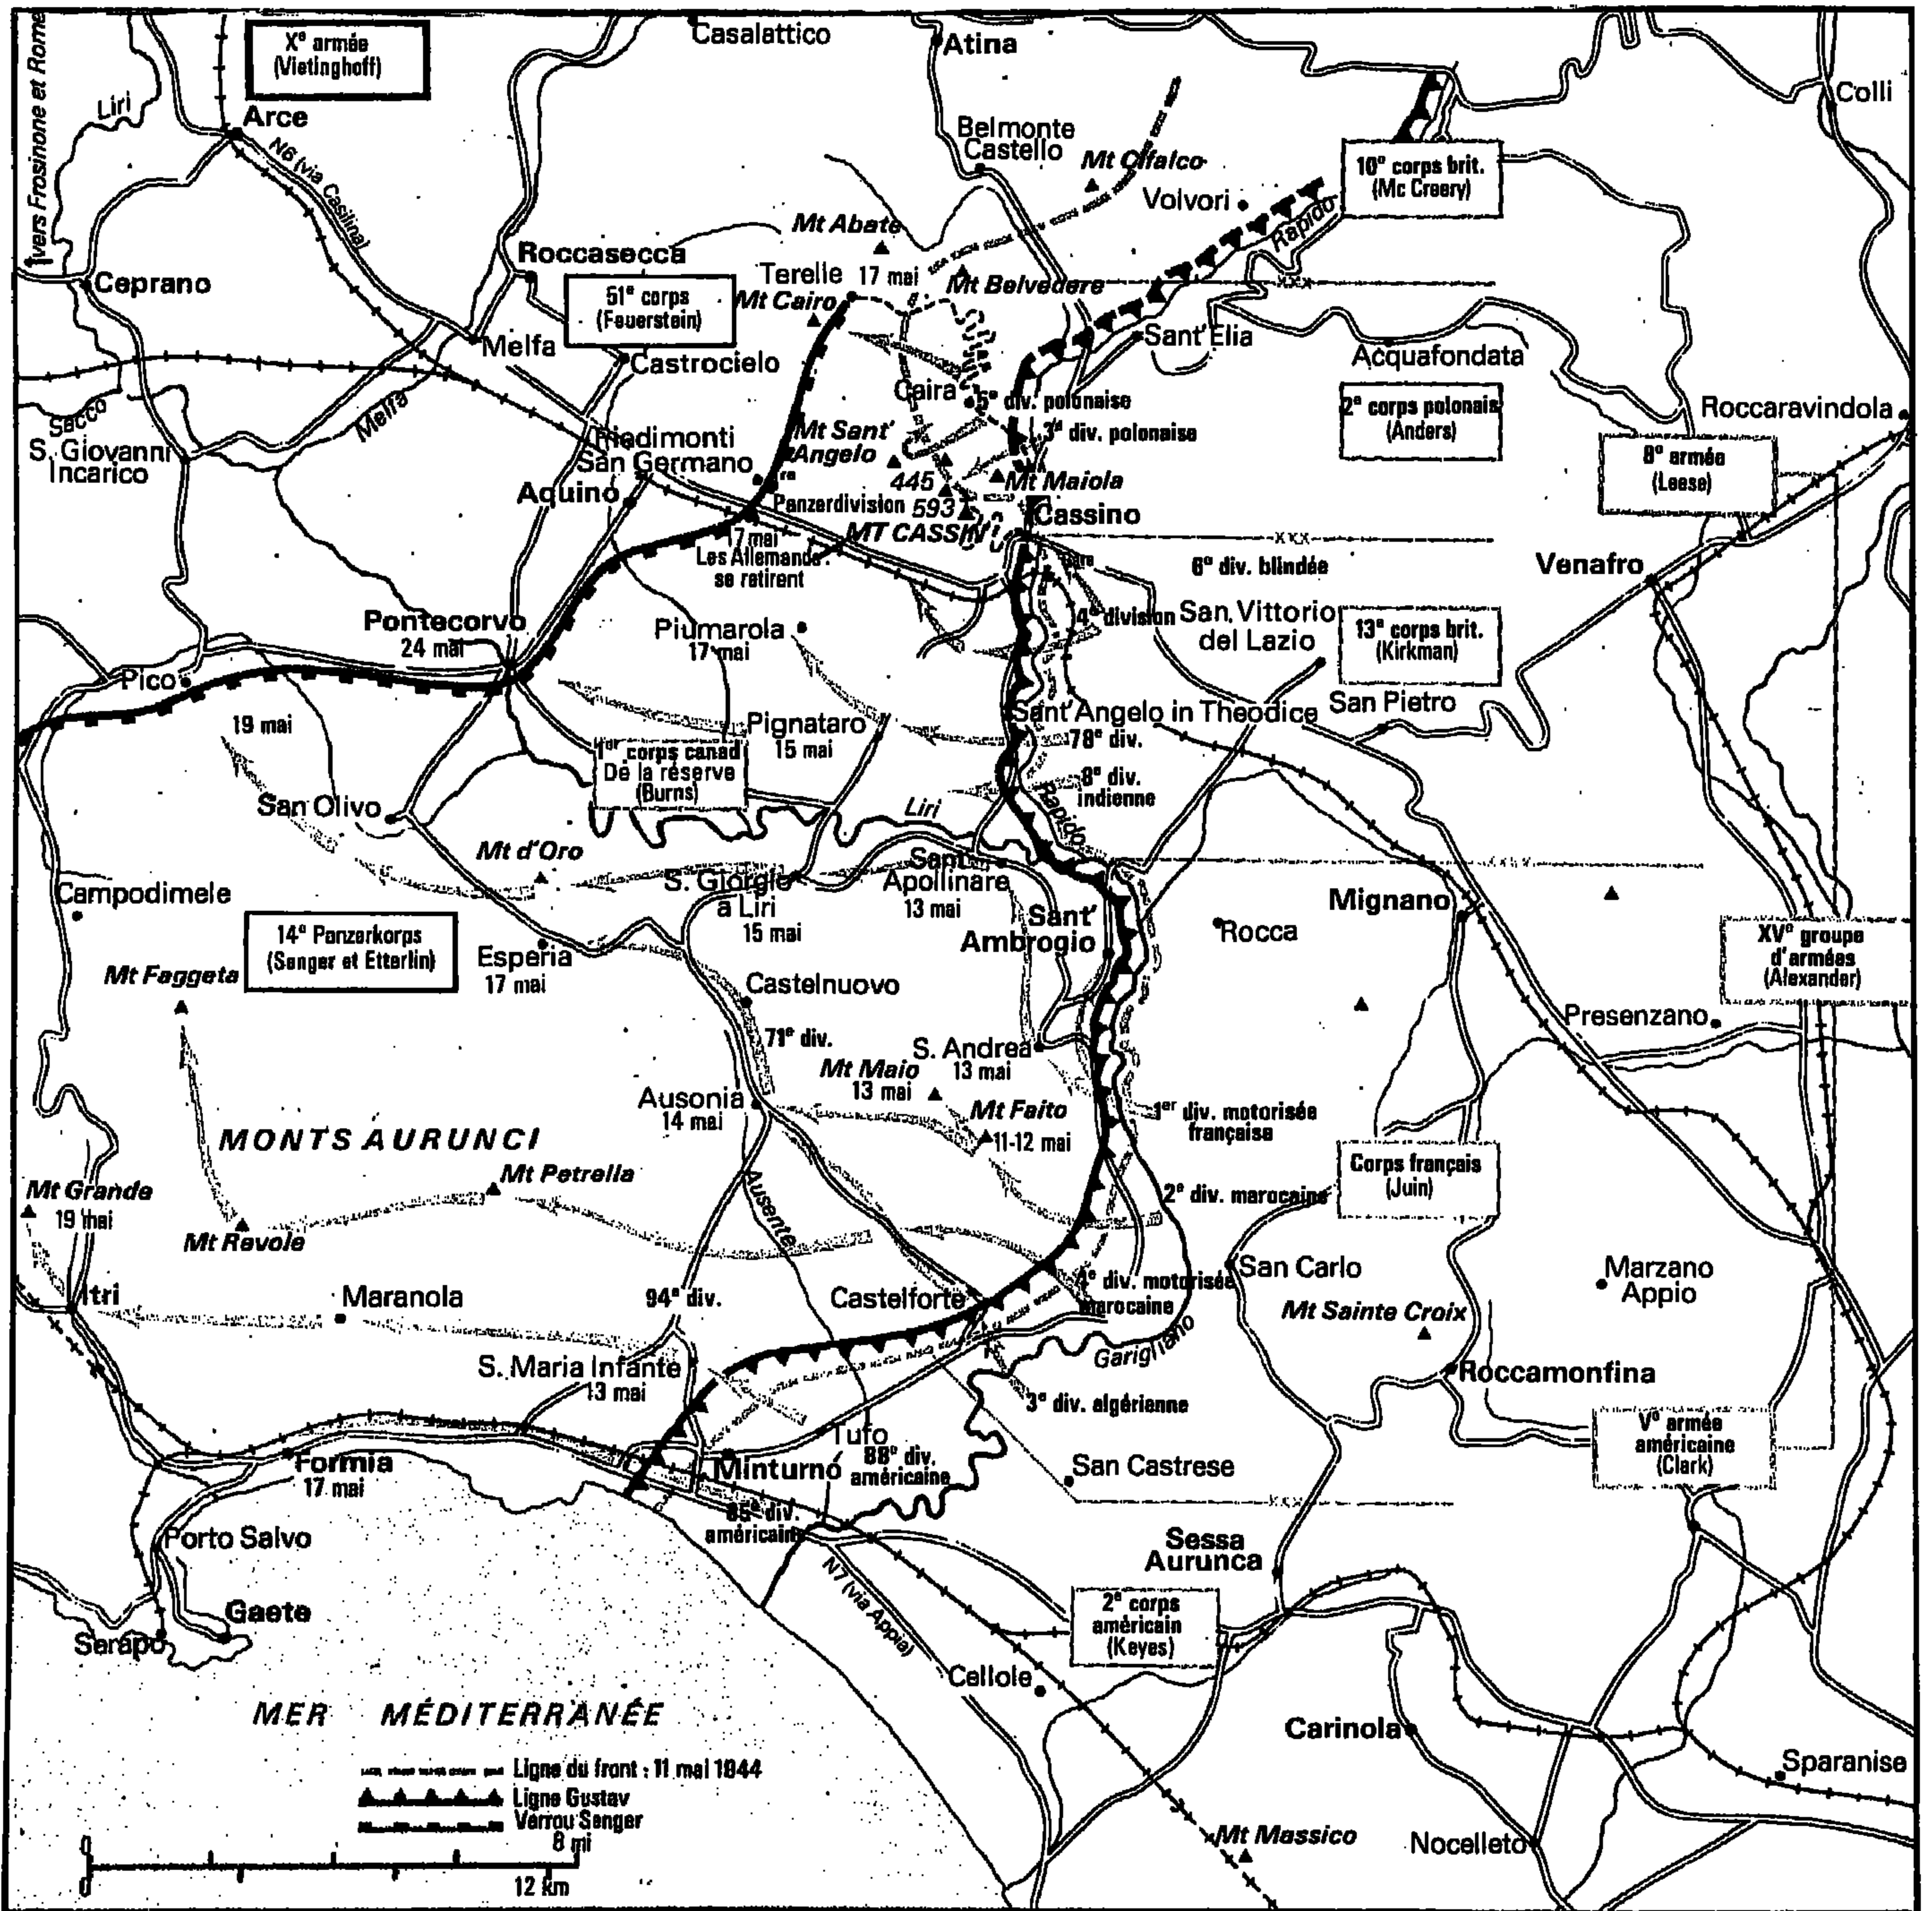 Casalattico
Atina
Xᵉ armée
(Vietinghoff)
Colli
vers Frosinone et Rome
Liri
Arce
Belmonte
Castello
Mt Cifalco
N6 (via Casilina)
10ᵉ corps brit.
(Mc Creery)
Volvori
Rapido
Mt Abate
Roccasecca
Terelle
17 mai
Ceprano
Mt Belvedere
Mt Cairo
51ᵉ corps
(Feuerstein)
xxx
Sant'Elia
Melfa
Acquafondata
Castrocielo
Caira
5ᵉ div. polonaise
2ᵉ corps polonais
(Anders)
Roccaravindola
Sacco
Melfa
3ᵉ div. polonaise
S. Giovanni
Incarico
Piedimonti
San Germano
Mt Sant'
Angelo
8ᵉ armée
(Leese)
445
Mt Maiola
Aquino
Panzerdivision
593
Cassino
MT CASSIN
xxx
17 mai
Les Allemands
se retirent
Gare
6ᵉ div. blindée
Venafro
Pontecorvo
24 mai
Piumarola
17 mai
4ᵉ division
San Vittorio
del Lazio
13ᵉ corps brit.
(Kirkman)
Pico
19 mai
Pignataro
15 mai
Sant'Angelo in Theodice
San Pietro
78ᵉ div.
1ᵉʳ corps canad
De la réserve
(Burns)
8ᵉ div.
indienne
San Olivo
Liri
Rapido
Mt d'Oro
Sant'
Apollinare
13 mai
S. Giorgio
a Liri
15 mai
Campodimele
Mignano
Sant'
Ambrogio
Rocca
14ᵉ Panzerkorps
(Senger et Etterlin)
XVᵉ groupe
d'armées
(Alexander)
Esperia
17 mai
Mt Faggeta
Castelnuovo
Presenzano
71ᵉ div.
S. Andrea
13 mai
Mt Maio
13 mai
Ausonia
14 mai
Mt Faito
11-12 mai
1ᵉʳ div. motorisée
française
MONTS AURUNCI
Corps français
(Juin)
Mt Petrella
Mt Grande
19 mai
Ausente
2ᵉ div. marocaine
Mt Revole
San Carlo
Marzano
Appio
4ᵉ div. motorisée
marocaine
Itri
Maranola
94ᵉ div.
Castelforte
Mt Sainte Croix
Garigliano
S. Maria Infante
13 mai
Roccamonfina
3ᵉ div. algérienne
Vᵉ armée
américaine
(Clark)
Tufo
Formia
17 mai
Minturno
88ᵉ div.
américaine
San Castrese
85ᵉ div.
américaine
Porto Salvo
Sessa
Aurunca
N7 (via Appia)
Gaete
2ᵉ corps
américain
(Keyes)
Serapo
Cellole
MER MÉDITERRANÉE
Carinola
Ligne du front : 11 mai 1944
Sparanise
Ligne Gustav
Verrou Senger
8 mi
Mt Massico
Nocelleto
0
0
12 km